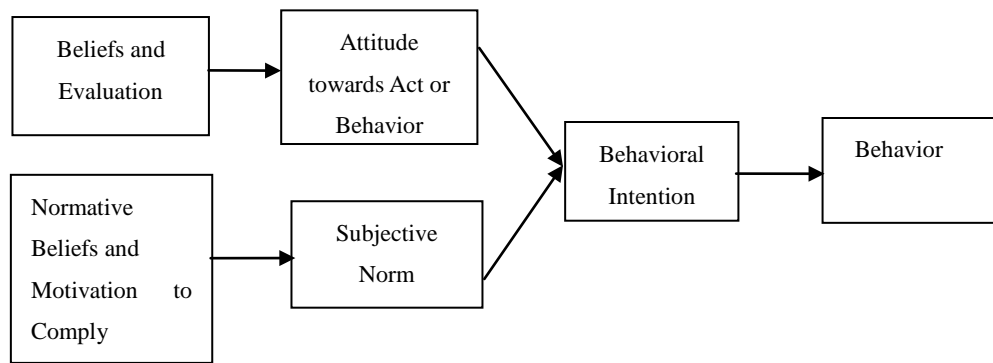 Beliefs and
Evaluation
Attitude
towards Act or
Behavior
Normative
Beliefs and
Motivation to
Comply
Subjective
Norm
Behavioral
Intention
Behavior